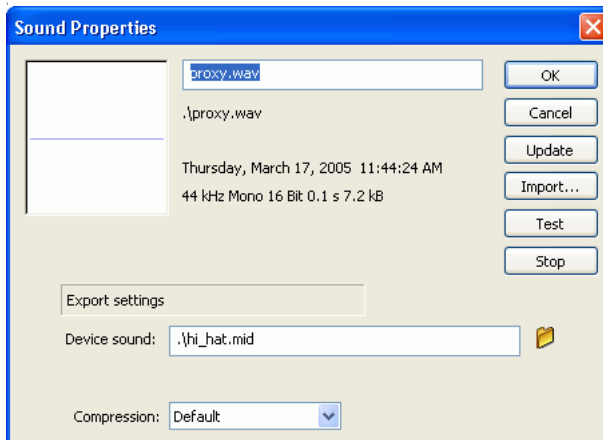 Sound Properties
proxy.wav
OK
.\proxy.wav
Cancel
Update
Thursday, March 17, 2005 11:44:24 AM
Import...
44 kHz Mono 16 Bit 0.1 s 7.2 kB
Test
Stop
Export settings
Device sound: .\hi_hat.mid
Compression: Default